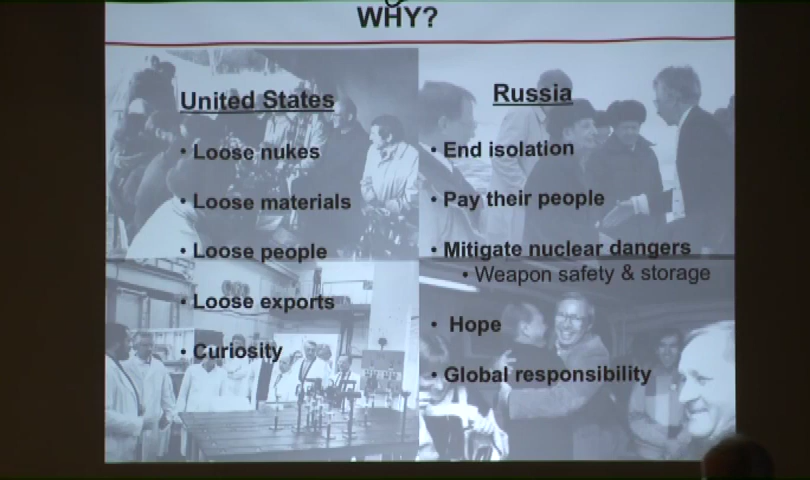 WHY?
United States
• Loose nukes
• Loose materials
• Loose people
• Loose exports
• Curiosity
Russia
• End isolation
• Pay their people
• Mitigate nuclear dangers
• Weapon safety & storage
• Hope
• Global responsibility